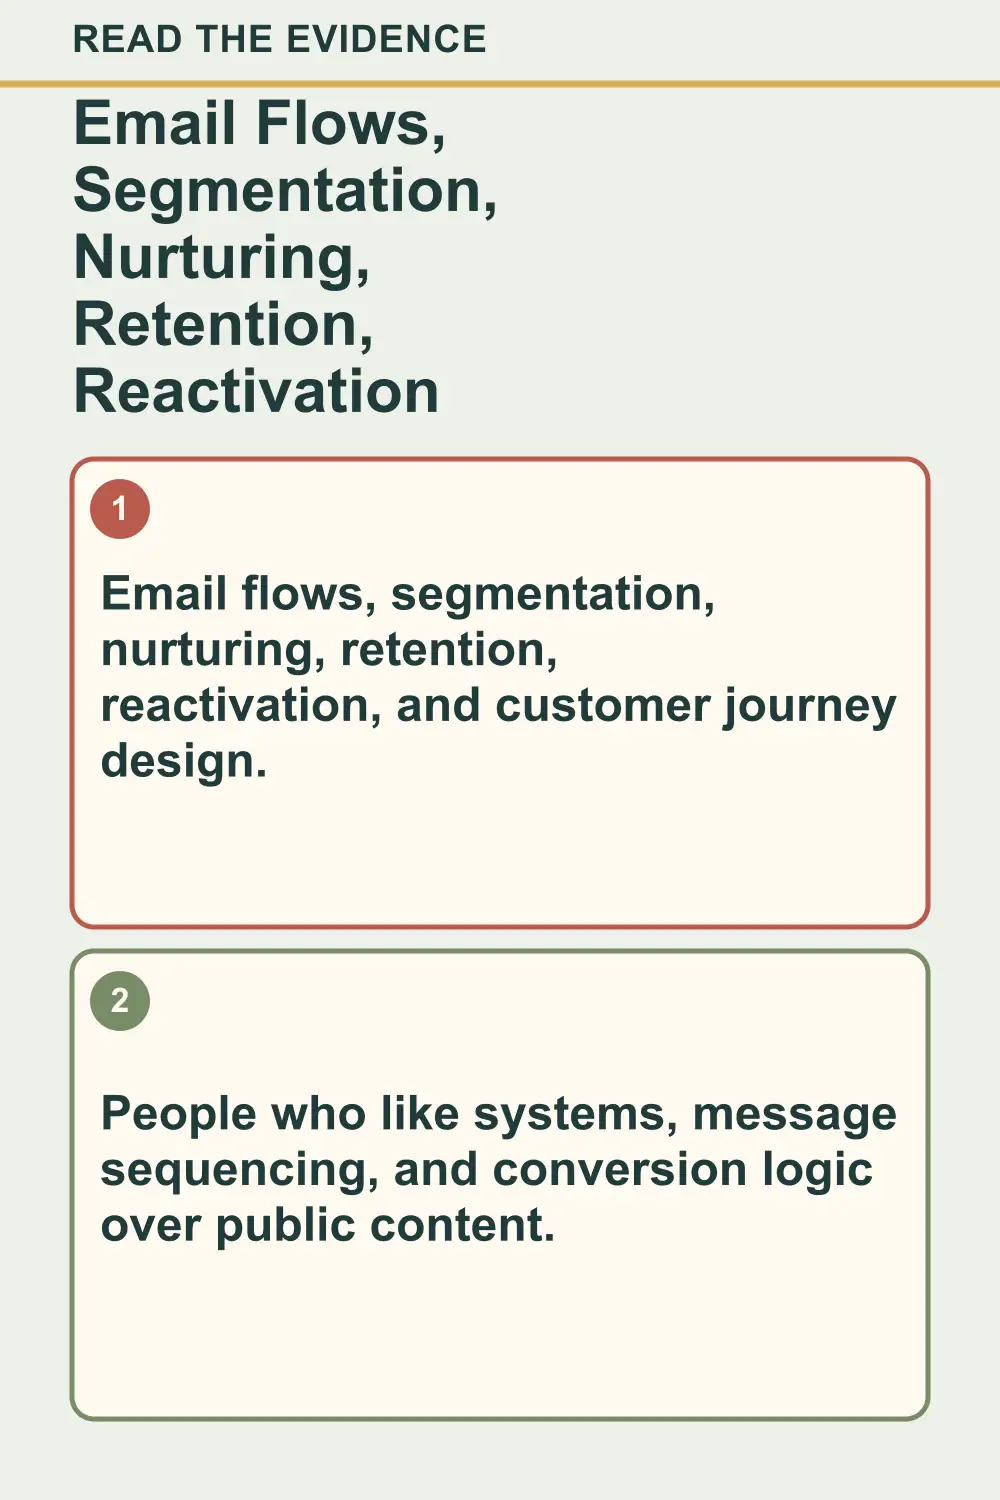 READ THE EVIDENCE
Email Flows,
Segmentation,
Nurturing,
Retention,
Reactivation
1
Email flows, segmentation,
nurturing, retention,
reactivation, and customer journey
design.
2
People who like systems, message
sequencing, and conversion logic
over public content.